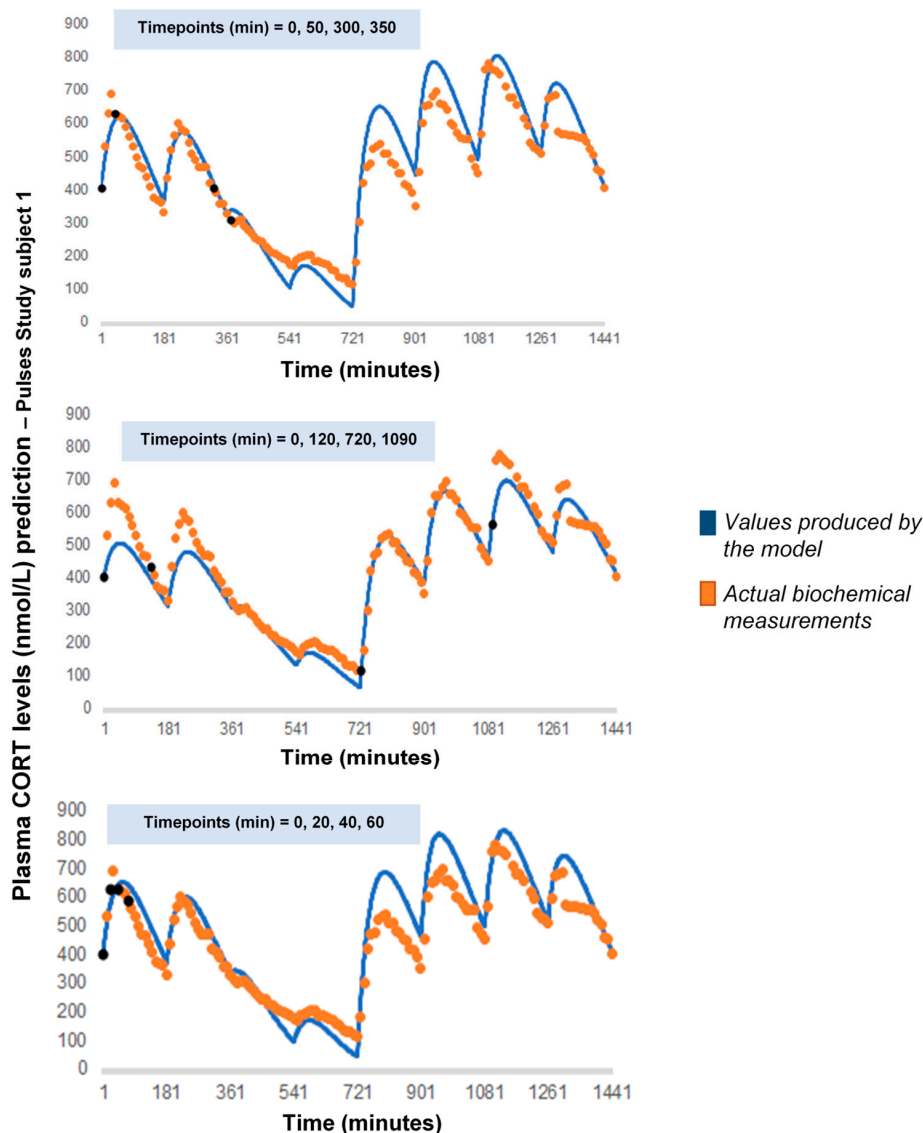 Plasma CORT levels (nmol/L) prediction – Pulses Study subject 1
Timepoints (min) = 0, 50, 300, 350
900
800
700
600
500
400
300
200
100
0
1 181 361 541 721 901 1081 1261 1441
Time (minutes)
Timepoints (min) = 0, 120, 720, 1090
900
800
700
600
500
400
300
200
100
0
1 181 361 541 721 901 1081 1261 1441
Time (minutes)
Values produced by
the model
Actual biochemical
measurements
Timepoints (min) = 0, 20, 40, 60
900
800
700
600
500
400
300
200
100
0
1 181 361 541 721 901 1081 1261 1441
Time (minutes)